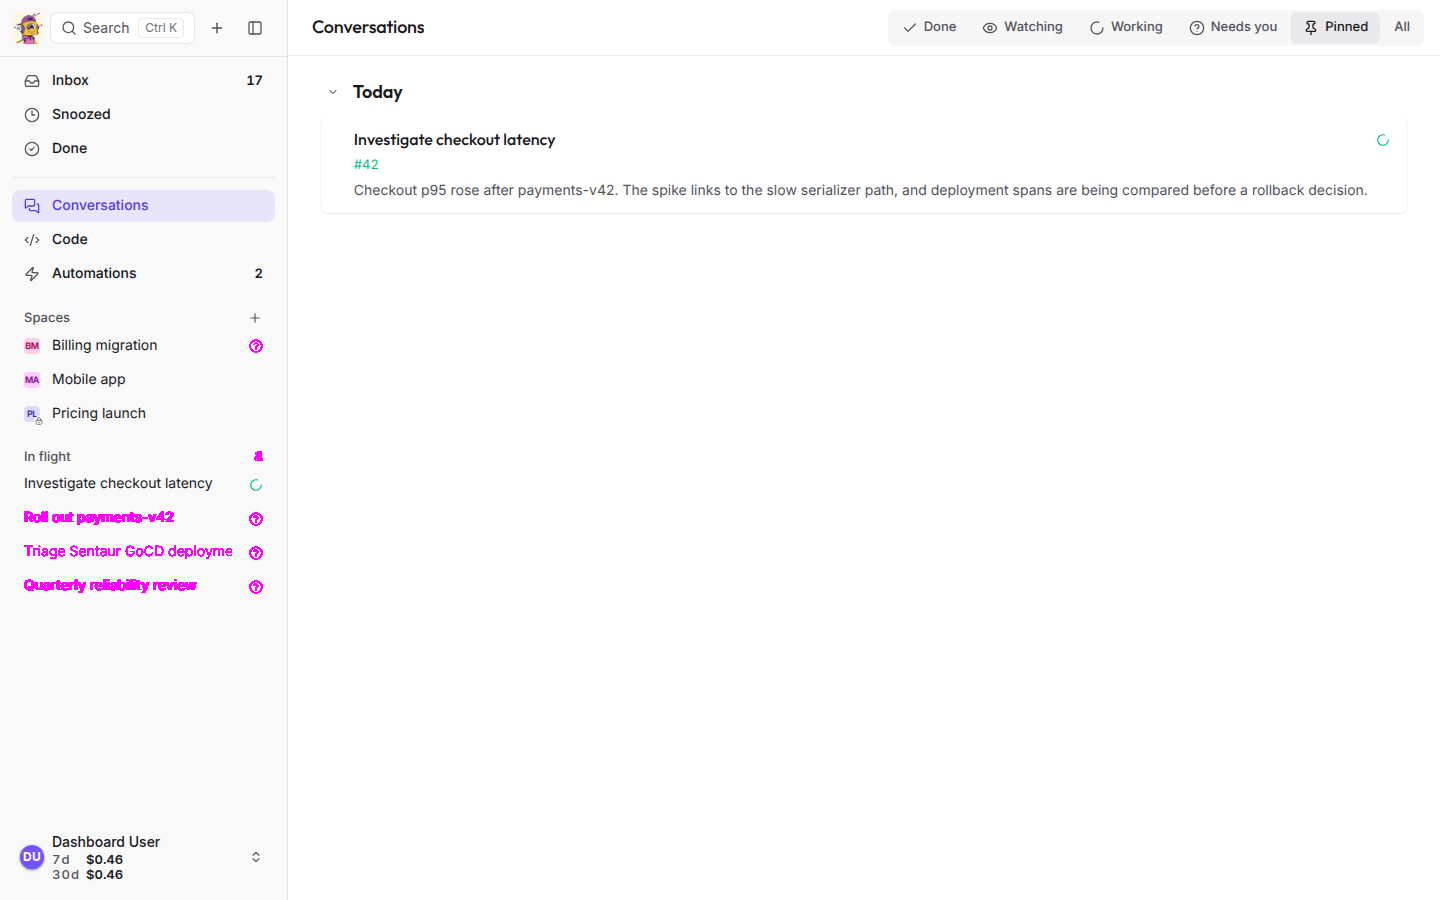 Search Ctrl K
Inbox 17
Snoozed
Done
Conversations
Code
Automations 2
Spaces
BM Billing migration
MA Mobile app
PL Pricing launch
In flight
Investigate checkout latency
Roll out payments-v42
Triage Sentaur GoCD deployme
Quarterly reliability review
DU Dashboard User
7d $0.46
30d $0.46
Conversations
Done Watching Working Needs you Pinned All
Today
Investigate checkout latency
#42
Checkout p95 rose after payments-v42. The spike links to the slow serializer path, and deployment spans are being compared before a rollback decision.